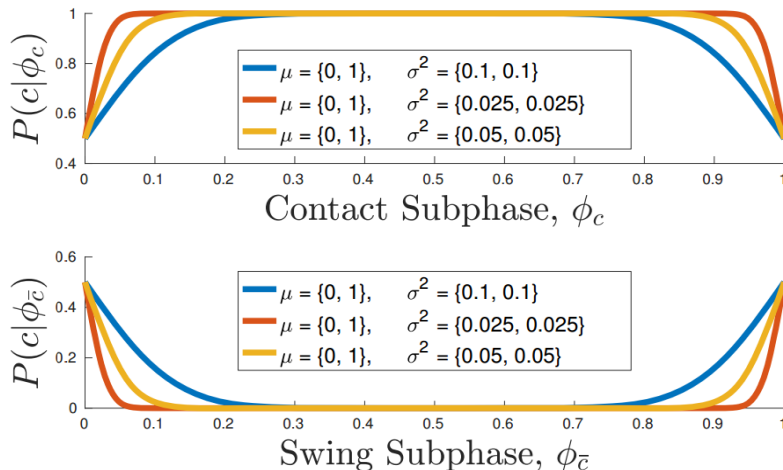 P(c|ϕ_c)
1
0.8
0.6
0.4
μ = {0, 1}, σ² = {0.1, 0.1}
μ = {0, 1}, σ² = {0.025, 0.025}
μ = {0, 1}, σ² = {0.05, 0.05}
0 0.1 0.2 0.3 0.4 0.5 0.6 0.7 0.8 0.9 1
Contact Subphase, ϕ_c
P(c|ϕ_c̄)
0.6
0.4
0.2
0
μ = {0, 1}, σ² = {0.1, 0.1}
μ = {0, 1}, σ² = {0.025, 0.025}
μ = {0, 1}, σ² = {0.05, 0.05}
0 0.1 0.2 0.3 0.4 0.5 0.6 0.7 0.8 0.9 1
Swing Subphase, ϕ_c̄